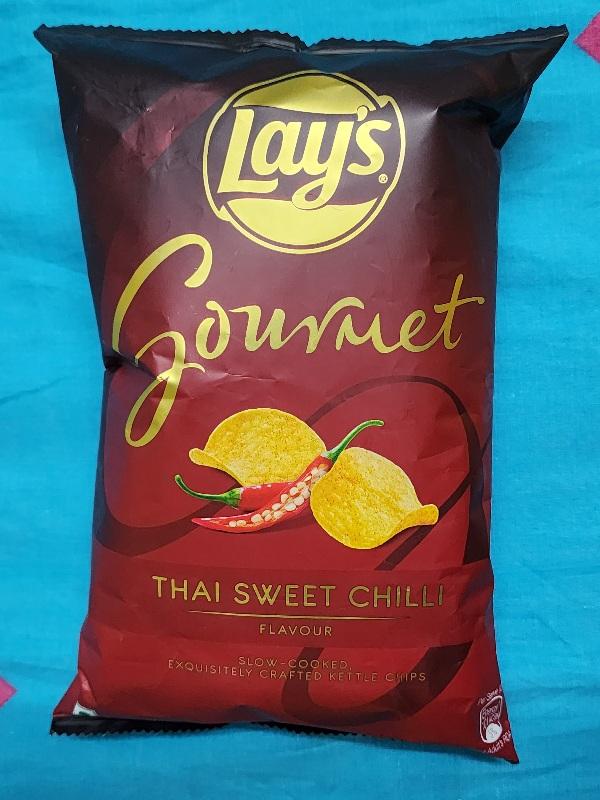 Lay's®
Gourmet
THAI SWEET CHILLI
FLAVOUR
SLOW-COOKED,
EXQUISITELY CRAFTED KETTLE CHIPS